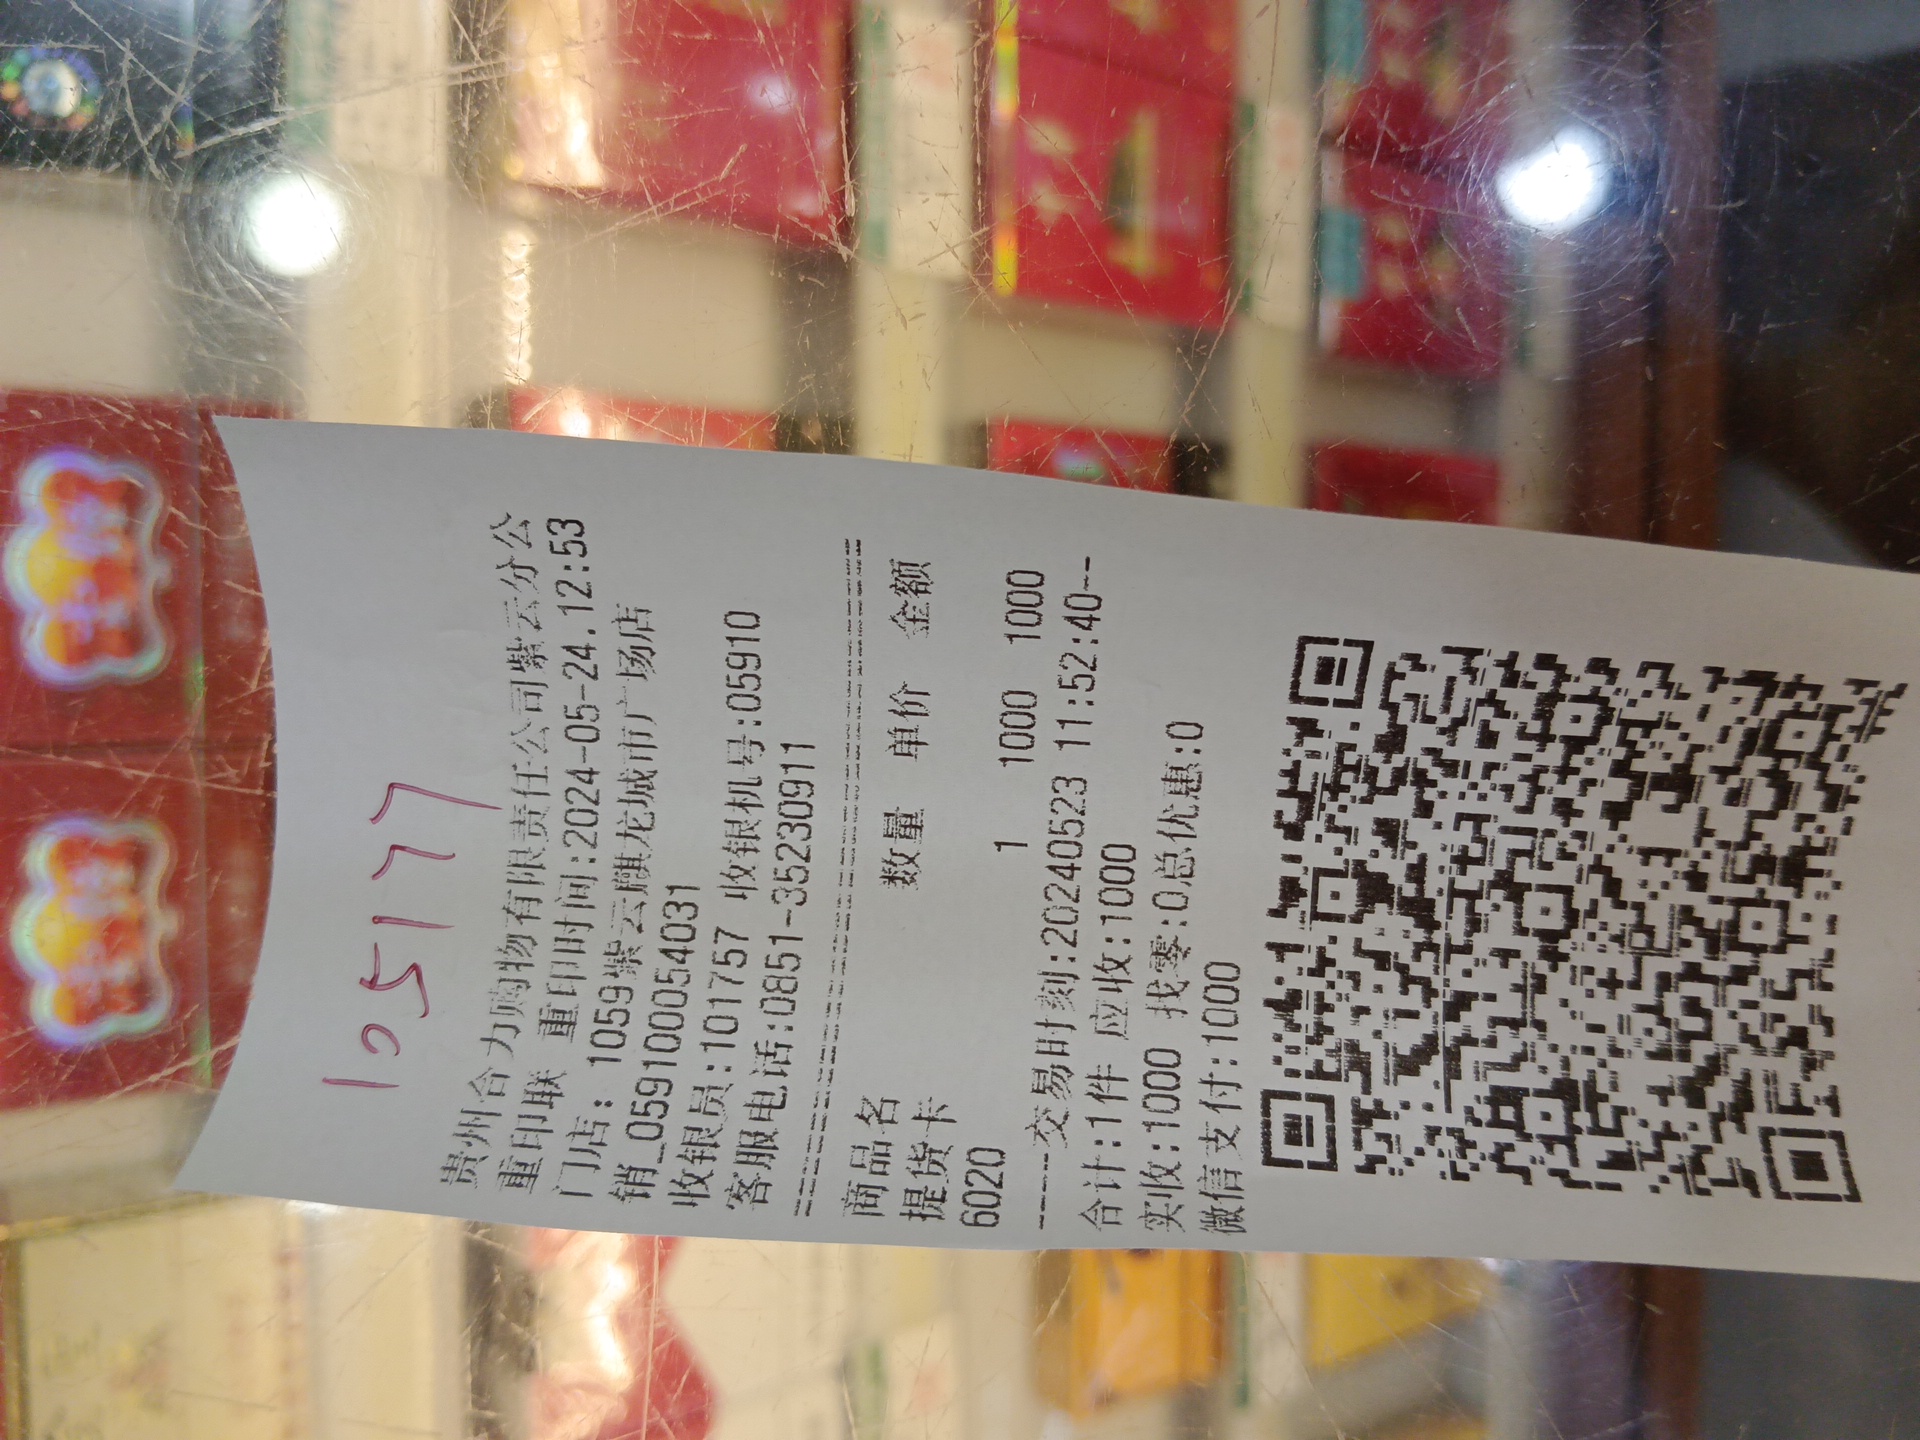 105177
贵州合力购物有限责任公司紫云分公
重印联 重印时间:2024-05-24.12:53
门店: 1059紫云麒龙城市广场店
销_0591000054031
收银员:101757 收银机号:05910
客服电话:0851-35230911
商品名 数量 单价 金额
提货卡
6020 1 1000 1000
----交易时刻:20240523 11:52:40--
合计:1件 应收:1000
实收:1000 找零:0总优惠:0
微信支付:1000